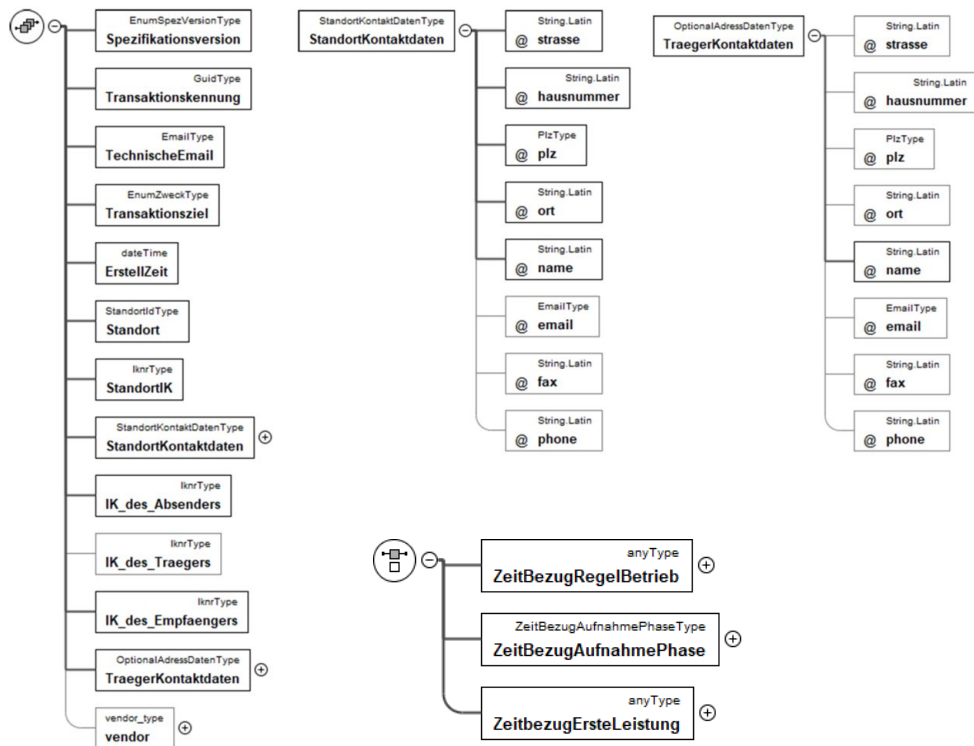 EnumSpezVersionType
Spezifikationsversion
GuidType
Transaktionskennung
EmailType
TechnischeEmail
EnumZweckType
Transaktionsziel
dateTime
ErstellZeit
StandortIdType
Standort
IknrType
StandortIK
StandortKontaktDatenType
StandortKontaktdaten
IknrType
IK_des_Absenders
IknrType
IK_des_Traegers
IknrType
IK_des_Empfaengers
OptionalAdressDatenType
TraegerKontaktdaten
vendor_type
vendor
StandortKontaktDatenType
StandortKontaktdaten
String.Latin
@ strasse
String.Latin
@ hausnummer
PlzType
@ plz
String.Latin
@ ort
String.Latin
@ name
EmailType
@ email
String.Latin
@ fax
String.Latin
@ phone
OptionalAdressDatenType
TraegerKontaktdaten
String.Latin
@ strasse
String.Latin
@ hausnummer
PlzType
@ plz
String.Latin
@ ort
String.Latin
@ name
EmailType
@ email
String.Latin
@ fax
String.Latin
@ phone
anyType
ZeitBezugRegelBetrieb
ZeitBezugAufnahmePhaseType
ZeitBezugAufnahmePhase
anyType
ZeitbezugErsteLeistung